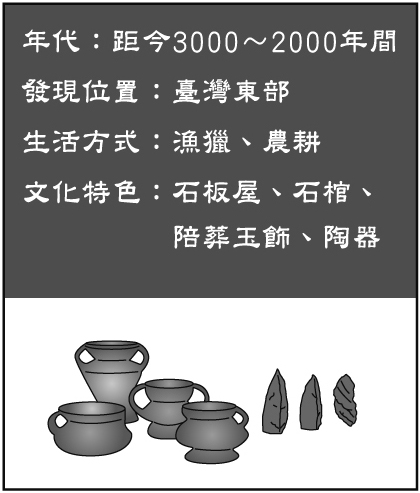 年代：距今3000～2000年間
發現位置：臺灣東部
生活方式：漁獵、農耕
文化特色：石板屋、石棺、
陪葬玉飾、陶器